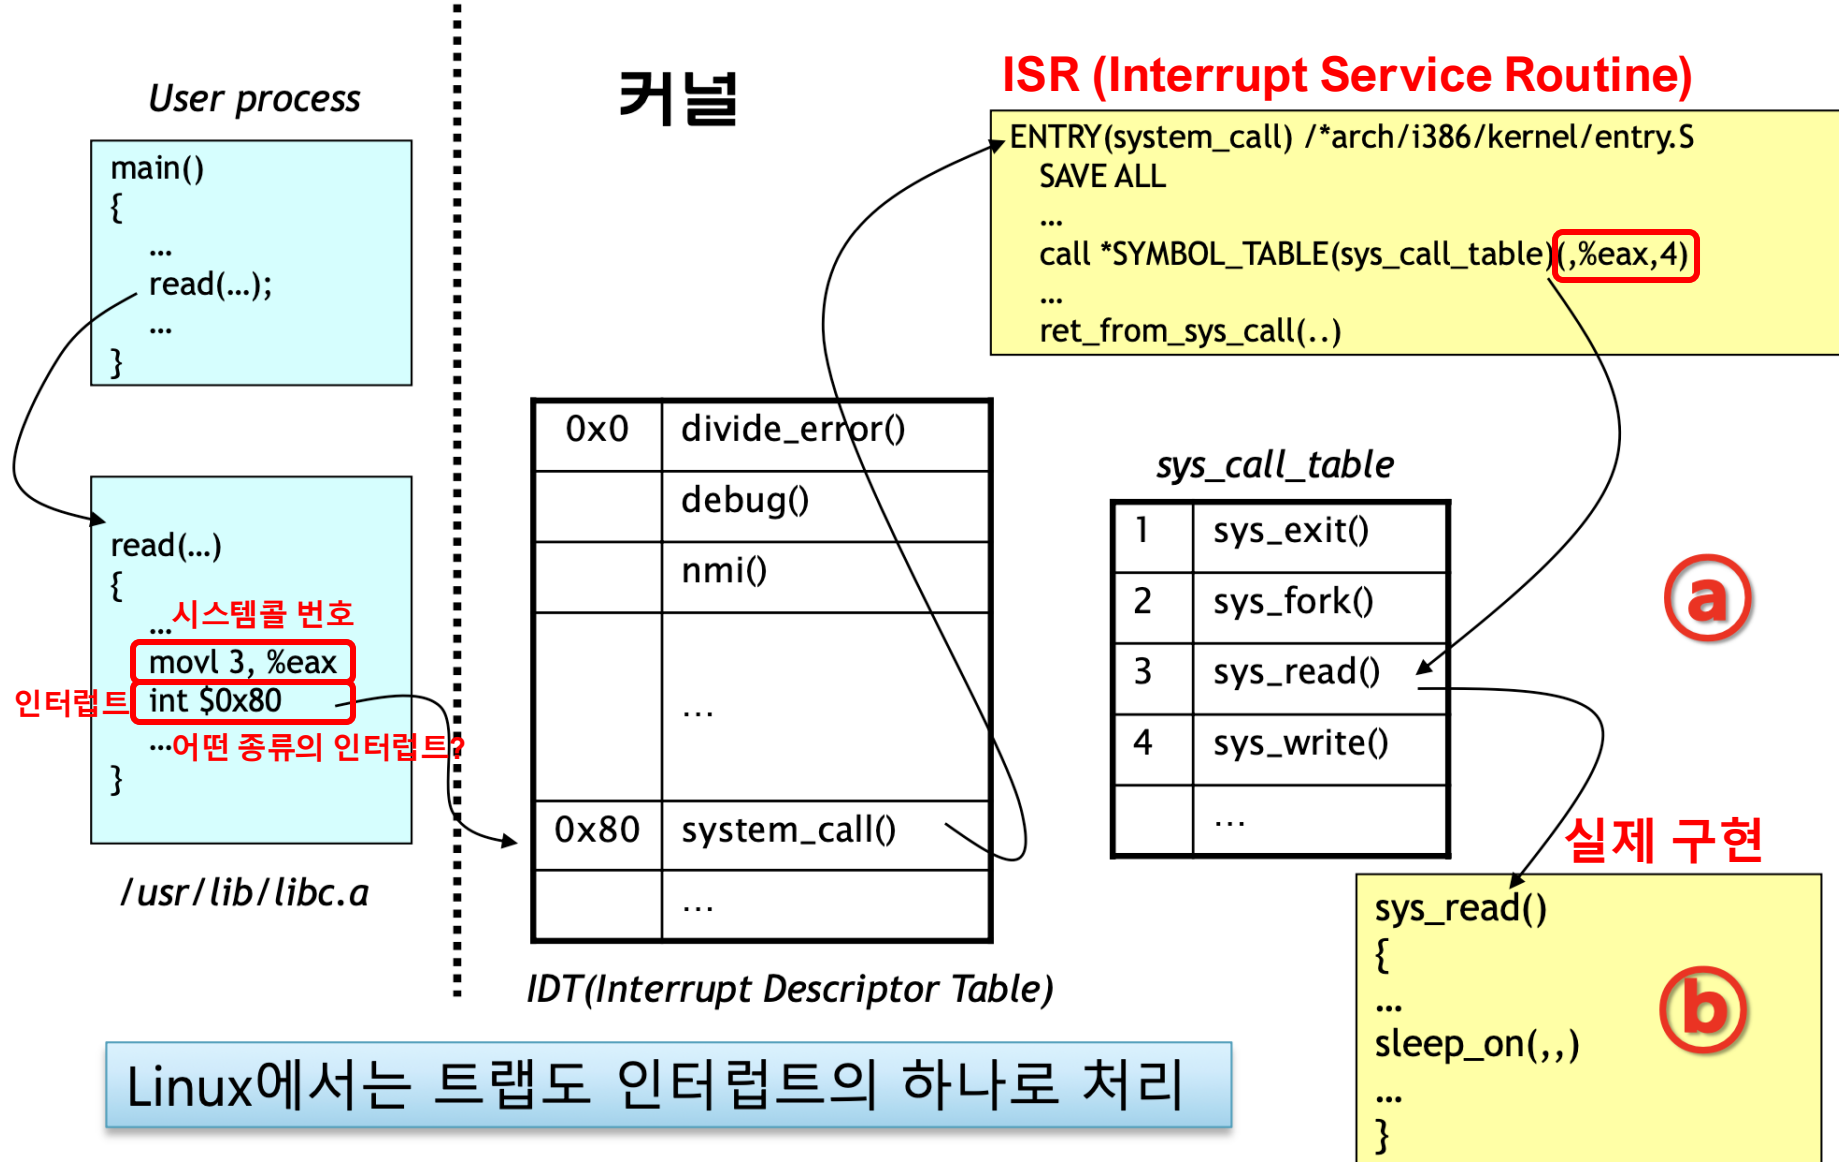 User process
main()
{
...
read(...);
...
}
read(...)
{
시스템콜 번호
...
movl 3, %eax
인터럽트
int $0x80
...어떤 종류의 인터럽트?
}
/usr/lib/libc.a
커널
0x0 divide_error()
debug()
nmi()
...
0x80 system_call()
...
IDT(Interrupt Descriptor Table)
ISR (Interrupt Service Routine)
ENTRY(system_call) /*arch/i386/kernel/entry.S
SAVE ALL
...
call *SYMBOL_TABLE(sys_call_table)(,%eax,4)
...
ret_from_sys_call(..)
sys_call_table
1 sys_exit()
2 sys_fork()
3 sys_read()
4 sys_write()
...
ⓐ
실제 구현
sys_read()
{
...
sleep_on(,,)
...
}
ⓑ
Linux에서는 트랩도 인터럽트의 하나로 처리